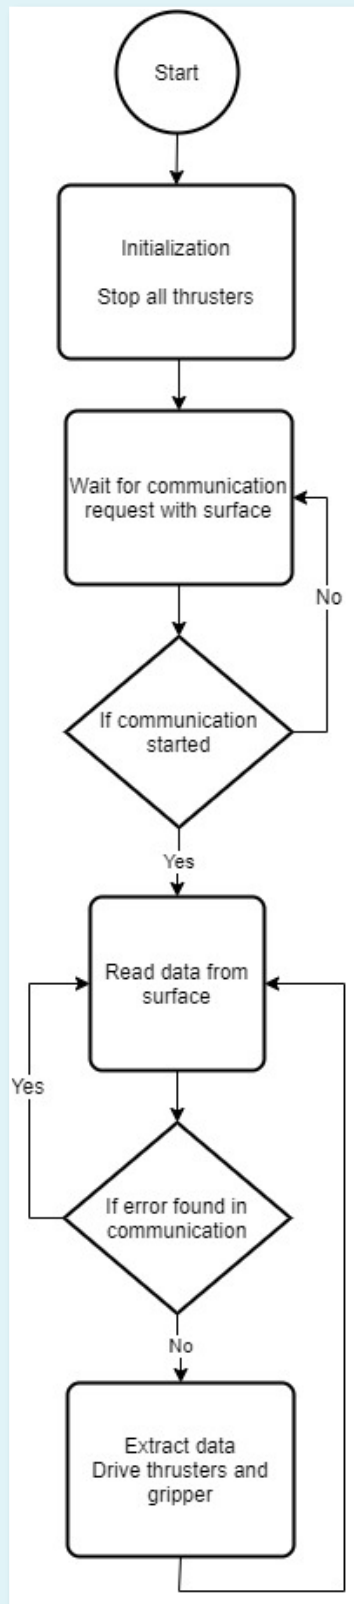 Start
Initialization
Stop all thrusters
Wait for communication
request with surface
No
If communication
started
Yes
Read data from
surface
Yes
If error found in
communication
No
Extract data
Drive thrusters and
gripper